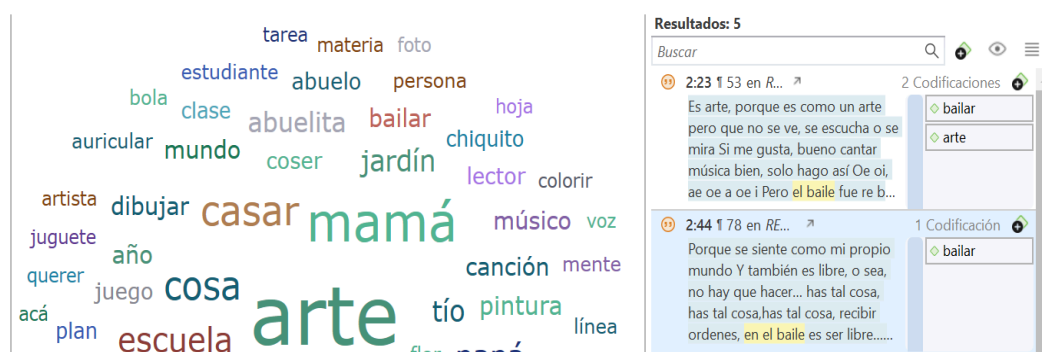 tarea materia foto
estudiante abuelo persona
bola clase abuelita bailar hoja
auricular mundo coser jardín chiquito
lector colorir
artista dibujar casar mamá músico voz
juguete año canción mente
querer juego cosa arte tío pintura
acá plan escuela línea
papá
Resultados: 5
Buscar
2:23 ¶ 53 en R... 2 Codificaciones
Es arte, porque es como un arte
pero que no se ve, se escucha o se
mira Si me gusta, bueno cantar
música bien, solo hago así Oe oi,
ae oe a oe i Pero el baile fue re b...
bailar
arte
2:44 ¶ 78 en RE... 1 Codificación
Porque se siente como mi propio
mundo Y también es libre, o sea,
no hay que hacer... has tal cosa,
has tal cosa,has tal cosa, recibir
ordenes, en el baile es ser libre......
bailar